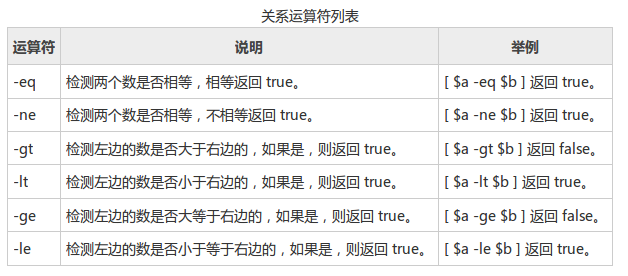 关系运算符列表
运算符 说明 举例
-eq 检测两个数是否相等，相等返回 true。 [ $a -eq $b ] 返回 true。
-ne 检测两个数是否相等，不相等返回 true。 [ $a -ne $b ] 返回 true。
-gt 检测左边的数是否大于右边的，如果是，则返回 true。 [ $a -gt $b ] 返回 false。
-lt 检测左边的数是否小于右边的，如果是，则返回 true。 [ $a -lt $b ] 返回 true。
-ge 检测左边的数是否大等于右边的，如果是，则返回 true。 [ $a -ge $b ] 返回 false。
-le 检测左边的数是否小于等于右边的，如果是，则返回 true。 [ $a -le $b ] 返回 true。